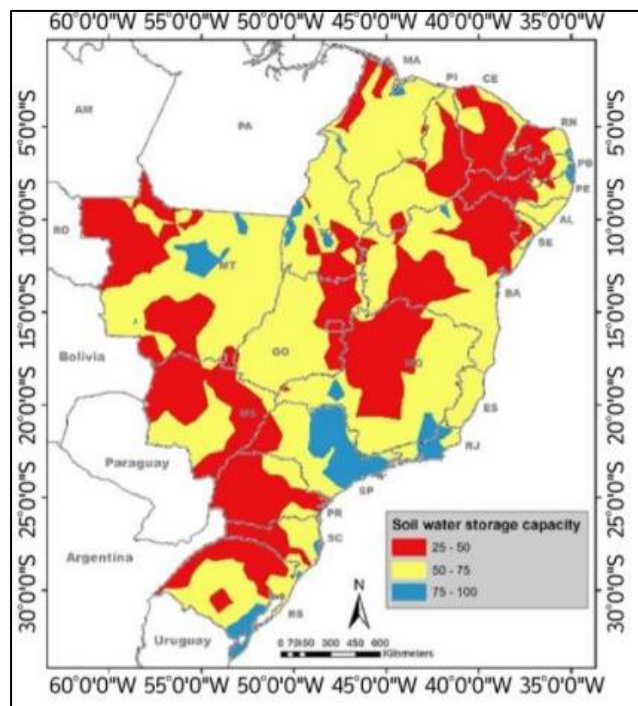 MA
PI CE
AM
PA
RN
PB
PE
AL
SE
RO
MT
BA
Bolivia
GO
MG
MS
ES
RJ
Paraguay
SP
PR
SC
Argentina
RS
Uruguay
Soil water storage capacity
25 - 50
50 - 75
75 - 100
N
0 75150 300 450 600
Kilometers
5°0'0"S
10°0'0"S
15°0'0"S
20°0'0"S
25°0'0"S
30°0'0"S
5°0'0"S
10°0'0"S
15°0'0"S
20°0'0"S
25°0'0"S
30°0'0"S
60°0'0"W 55°0'0"W 50°0'0"W 45°0'0"W 40°0'0"W 35°0'0"W
60°0'0"W 55°0'0"W 50°0'0"W 45°0'0"W 40°0'0"W 35°0'0"W